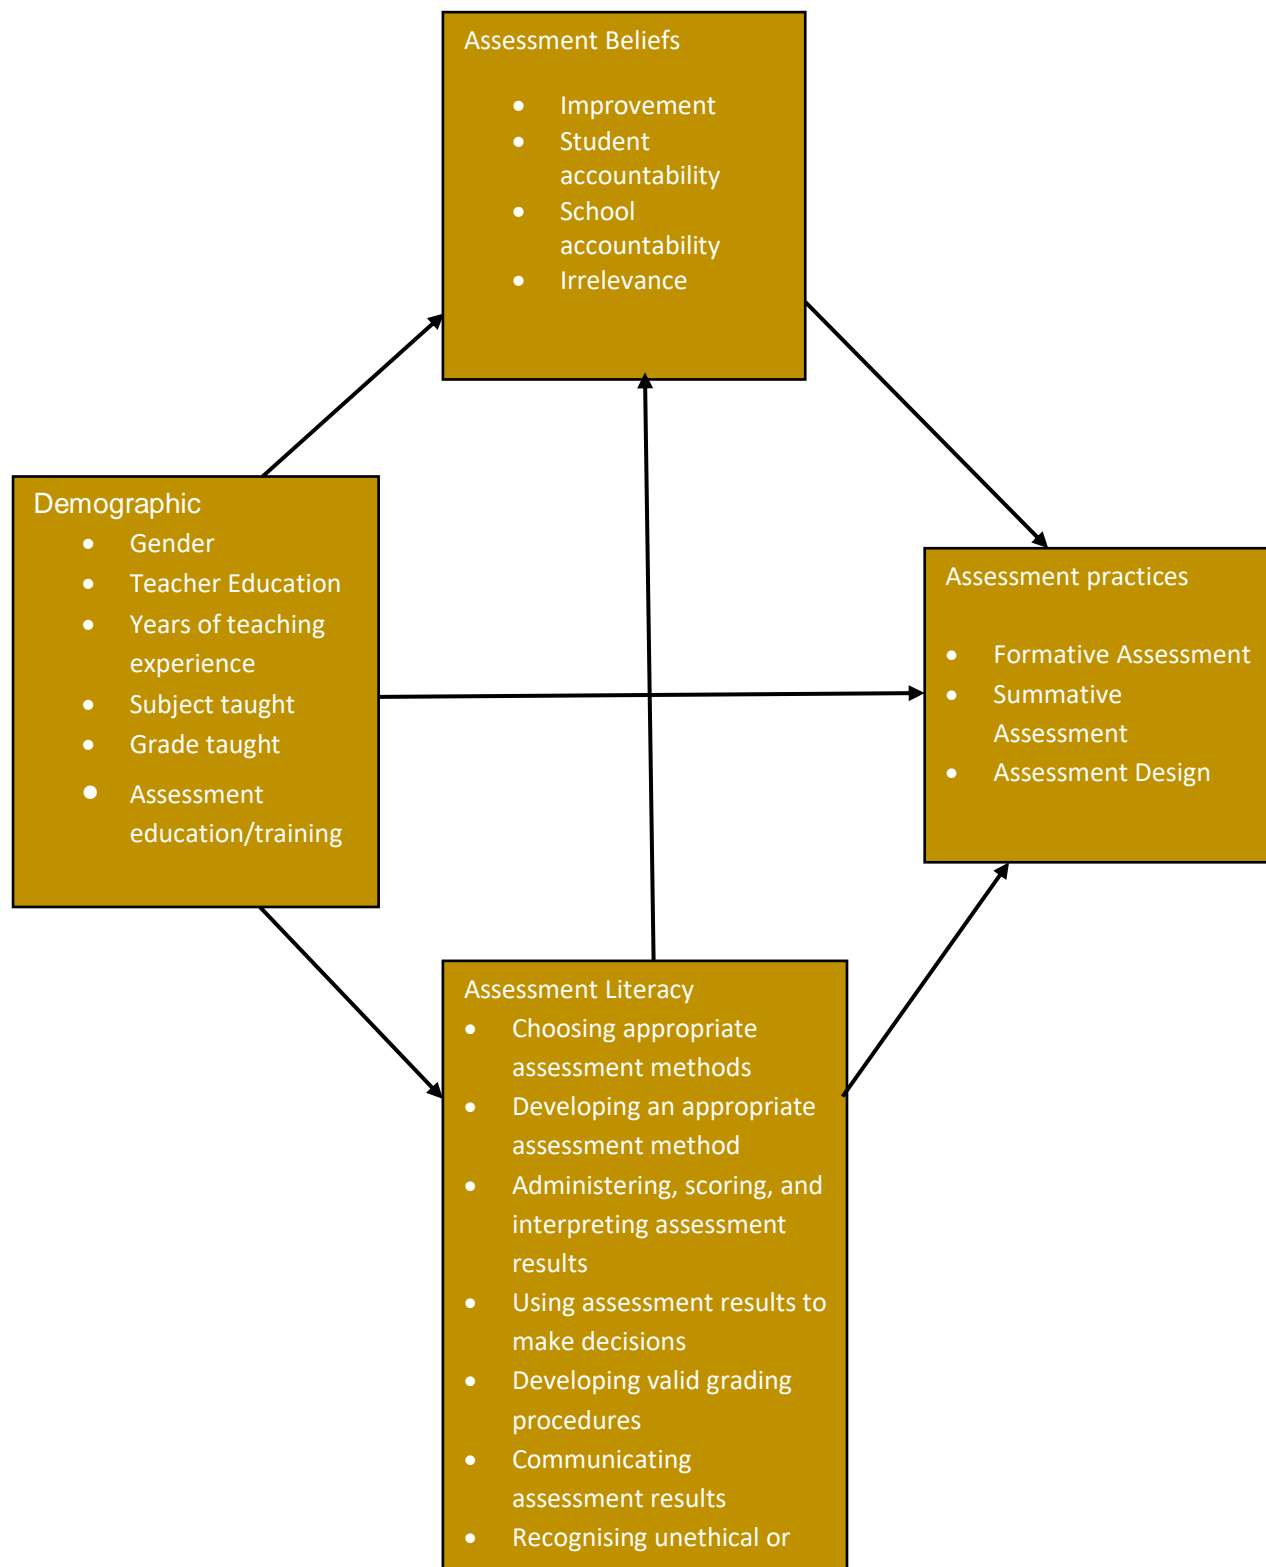 Assessment Beliefs
• Improvement
• Student
accountability
• School
accountability
• Irrelevance
Demographic
• Gender
• Teacher Education
• Years of teaching
experience
• Subject taught
• Grade taught
• Assessment
education/training
Assessment practices
• Formative Assessment
• Summative
Assessment
• Assessment Design
Assessment Literacy
• Choosing appropriate
assessment methods
• Developing an appropriate
assessment method
• Administering, scoring, and
interpreting assessment
results
• Using assessment results to
make decisions
• Developing valid grading
procedures
• Communicating
assessment results
• Recognising unethical or